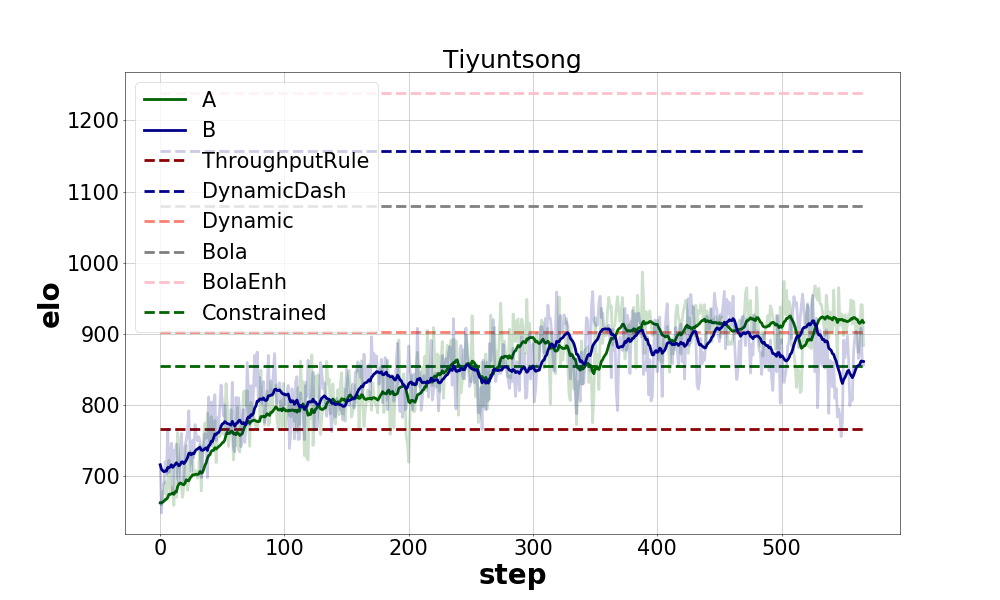 Tiyuntsong
A
B
ThroughputRule
DynamicDash
Dynamic
Bola
BolaEnh
Constrained
1200
1100
1000
900
800
700
elo
0 100 200 300 400 500
step